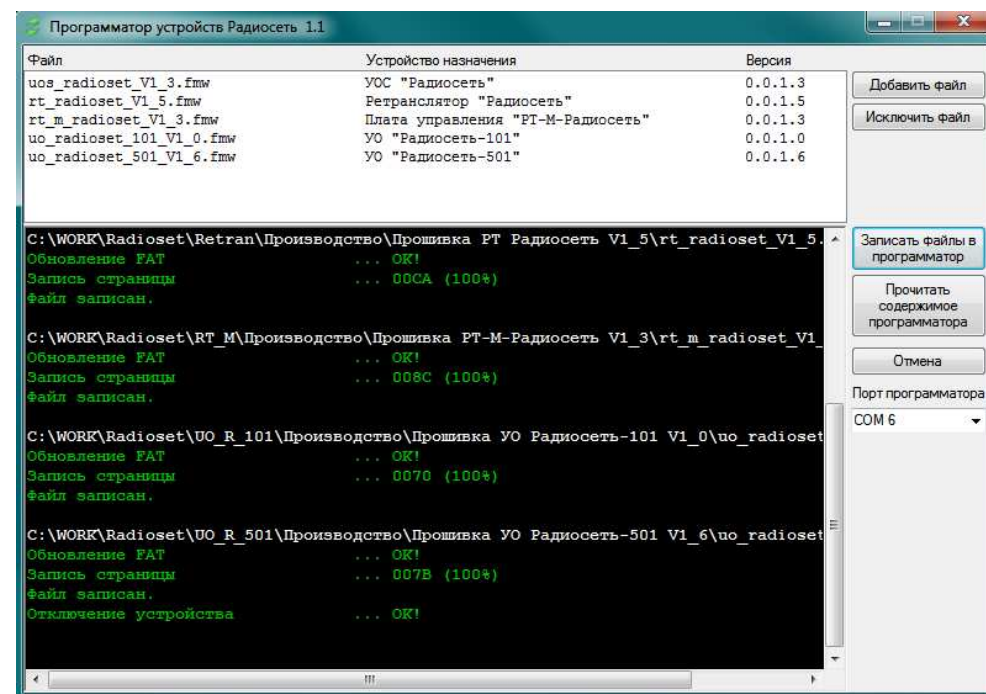 Программатор устройств Радиосеть 1.1
Файл Устройство назначения Версия
uos_radioset_V1_3.fmw УОС "Радиосеть" 0.0.1.3
rt_radioset_V1_5.fmw Ретранслятор "Радиосеть" 0.0.1.5
rt_m_radioset_V1_3.fmw Плата управления "РТ-М-Радиосеть" 0.0.1.3
uo_radioset_101_V1_0.fmw УО "Радиосеть-101" 0.0.1.0
uo_radioset_501_V1_6.fmw УО "Радиосеть-501" 0.0.1.6
Добавить файл
Исключить файл
C:\WORK\Radioset\Retran\Производство\Прошивка РТ Радиосеть V1_5\rt_radioset_V1_5.
Обновление FAT ... OK!
Запись страницы ... 00CA (100%)
Файл записан.
C:\WORK\Radioset\RT_M\Производство\Прошивка РТ-М-Радиосеть V1_3\rt_m_radioset_V1_
Обновление FAT ... OK!
Запись страницы ... 008C (100%)
Файл записан.
C:\WORK\Radioset\UO_R_101\Производство\Прошивка УО Радиосеть-101 V1_0\uo_radioset
Обновление FAT ... OK!
Запись страницы ... 0070 (100%)
Файл записан.
C:\WORK\Radioset\UO_R_501\Производство\Прошивка УО Радиосеть-501 V1_6\uo_radioset
Обновление FAT ... OK!
Запись страницы ... 007B (100%)
Файл записан.
Отключение устройства ... OK!
Записать файлы в
программатор
Прочитать
содержимое
программатора
Отмена
Порт программатора
COM 6